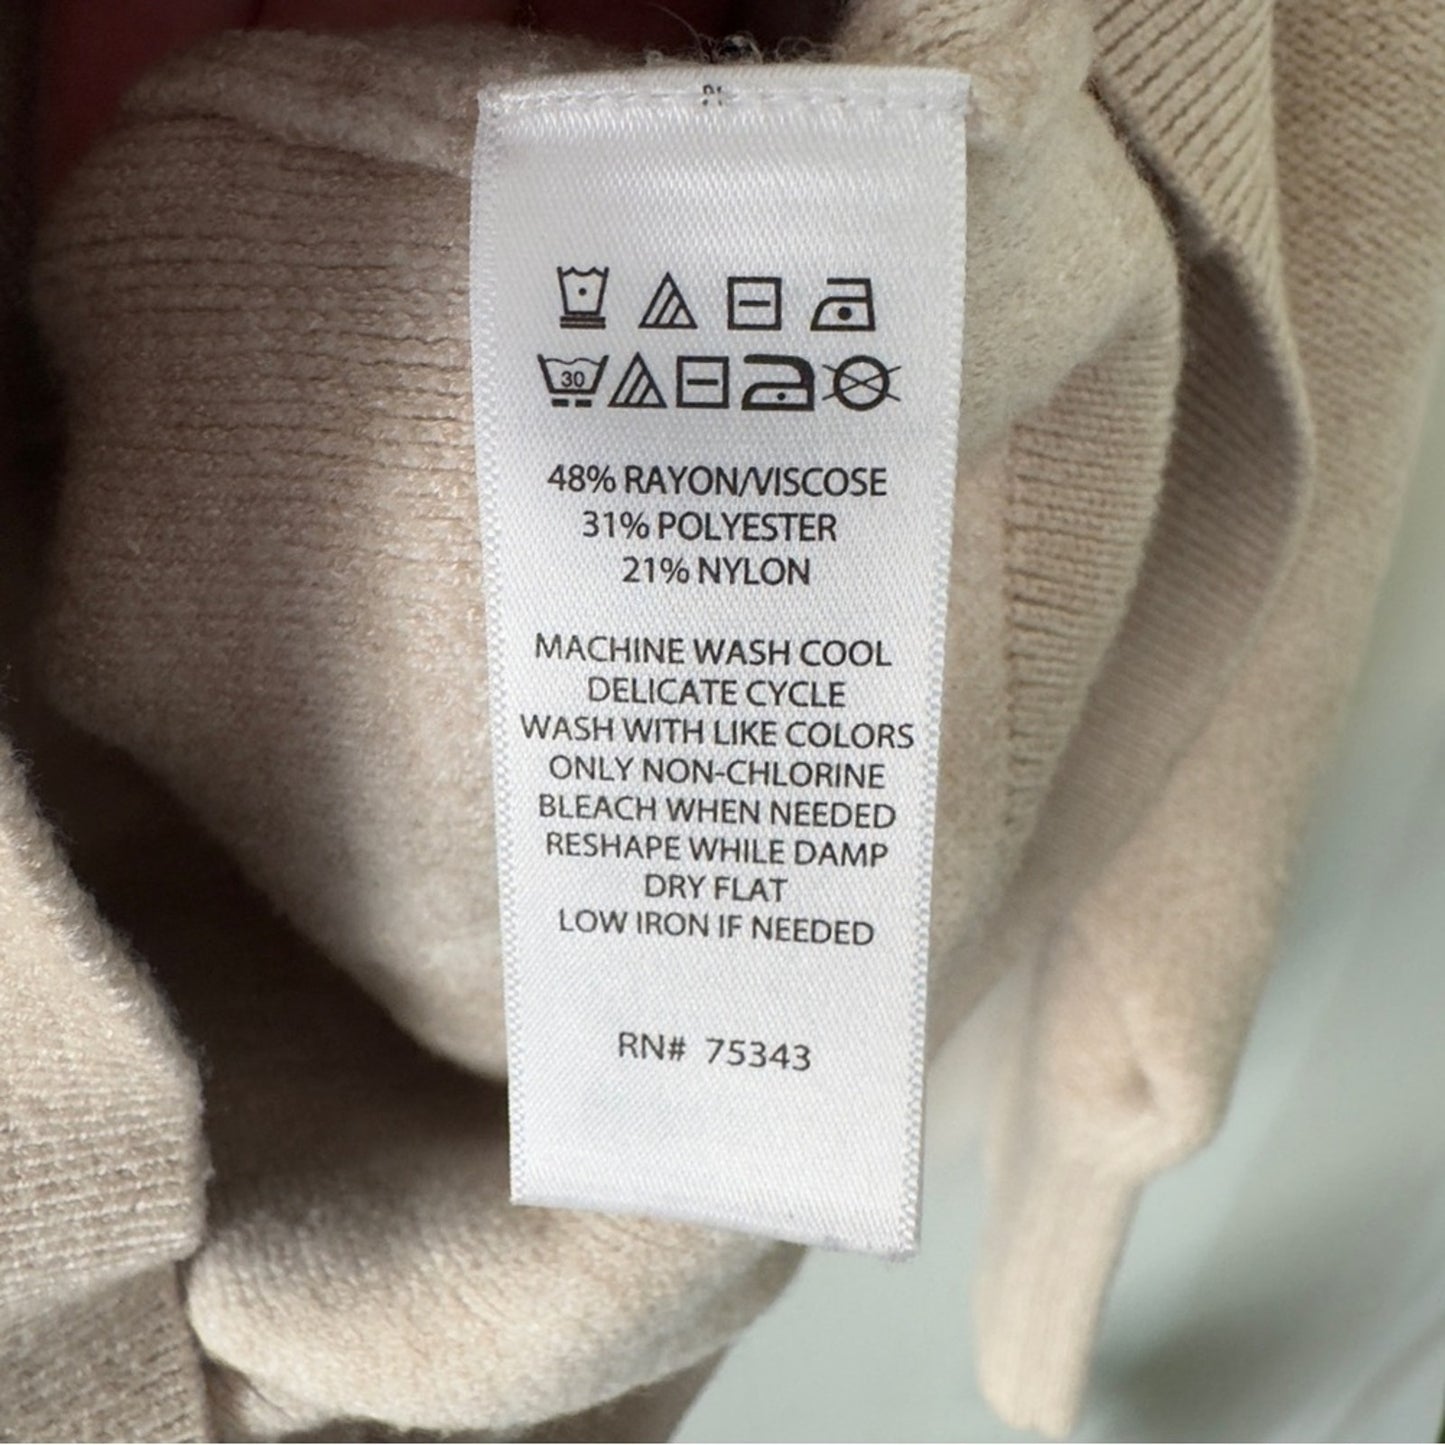 30
48% RAYON/VISCOSE
31% POLYESTER
21% NYLON
MACHINE WASH COOL
DELICATE CYCLE
WASH WITH LIKE COLORS
ONLY NON-CHLORINE
BLEACH WHEN NEEDED
RESHAPE WHILE DAMP
DRY FLAT
LOW IRON IF NEEDED
RN# 75343